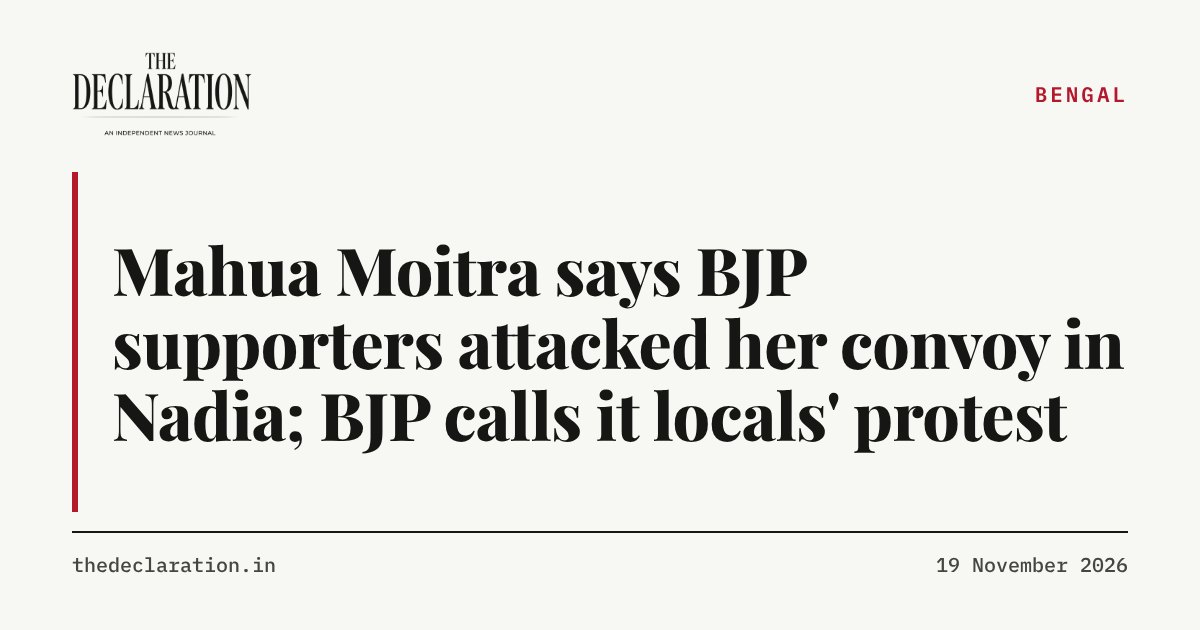 THE
DECLARATION
AN INDEPENDENT NEWS JOURNAL
BENGAL
Mahua Moitra says BJP
supporters attacked her convoy in
Nadia; BJP calls it locals' protest
thedeclaration.in
19 November 2026